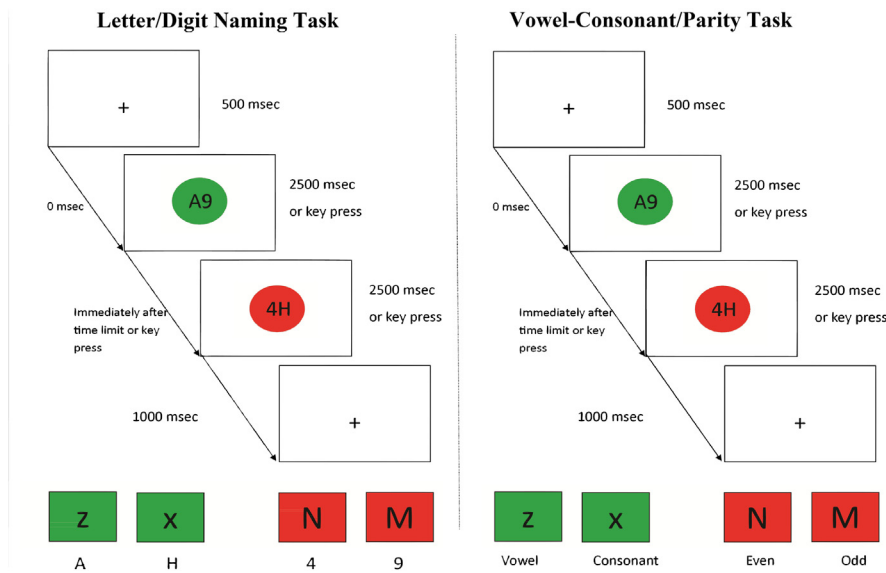 Letter/Digit Naming Task
+
500 msec
0 msec
A9
2500 msec
or key press
Immediately after
time limit or key
press
4H
2500 msec
or key press
1000 msec
+
z
x
N
M
A
H
4
9
Vowel-Consonant/Parity Task
+
500 msec
0 msec
A9
2500 msec
or key press
Immediately after
time limit or key
press
4H
2500 msec
or key press
1000 msec
+
z
x
N
M
Vowel
Consonant
Even
Odd